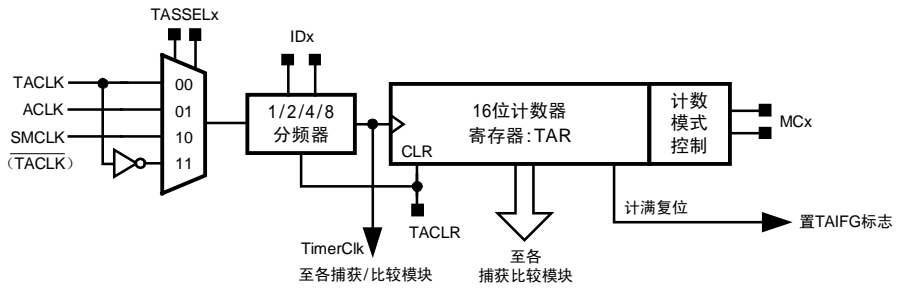 TASSELx
IDx
TACLK
ACLK
SMCLK
(TACLK)
00
01
10
11
1/2/4/8
分频器
16位计数器
寄存器:TAR
CLR
计数
模式
控制
MCx
TACLR
TimerClk
至各捕获/比较模块
至各
捕获比较模块
计满复位
置TAIFG标志